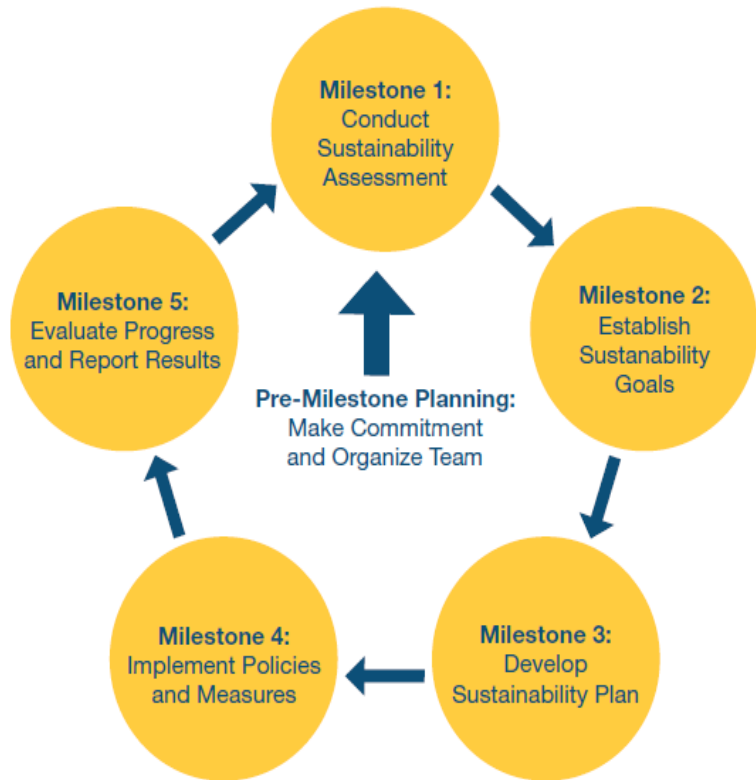 Milestone 1:
Conduct
Sustainability
Assessment
Milestone 2:
Establish
Sustanability
Goals
Milestone 3:
Develop
Sustainability Plan
Milestone 4:
Implement Policies
and Measures
Milestone 5:
Evaluate Progress
and Report Results
Pre-Milestone Planning:
Make Commitment
and Organize Team